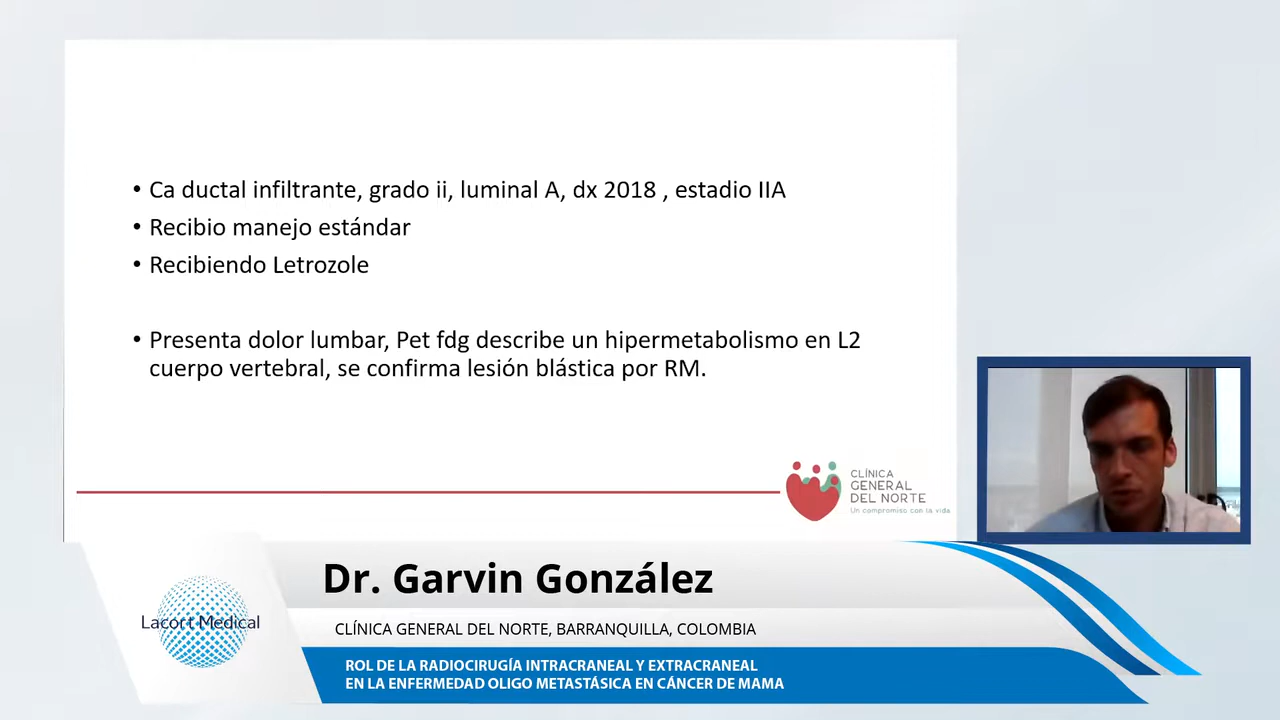 • Ca ductal infiltrante, grado ii, luminal A, dx 2018 , estadio IIA
• Recibio manejo estándar
• Recibiendo Letrozole
• Presenta dolor lumbar, Pet fdg describe un hipermetabolismo en L2
cuerpo vertebral, se confirma lesión blástica por RM.
CLÍNICA
GENERAL
DEL NORTE
Un compromiso con la vida
Dr. Garvin González
Lacort Medical
CLÍNICA GENERAL DEL NORTE, BARRANQUILLA, COLOMBIA
ROL DE LA RADIOCIRUGÍA INTRACRANEAL Y EXTRACRANEAL
EN LA ENFERMEDAD OLIGO METASTÁSICA EN CÁNCER DE MAMA